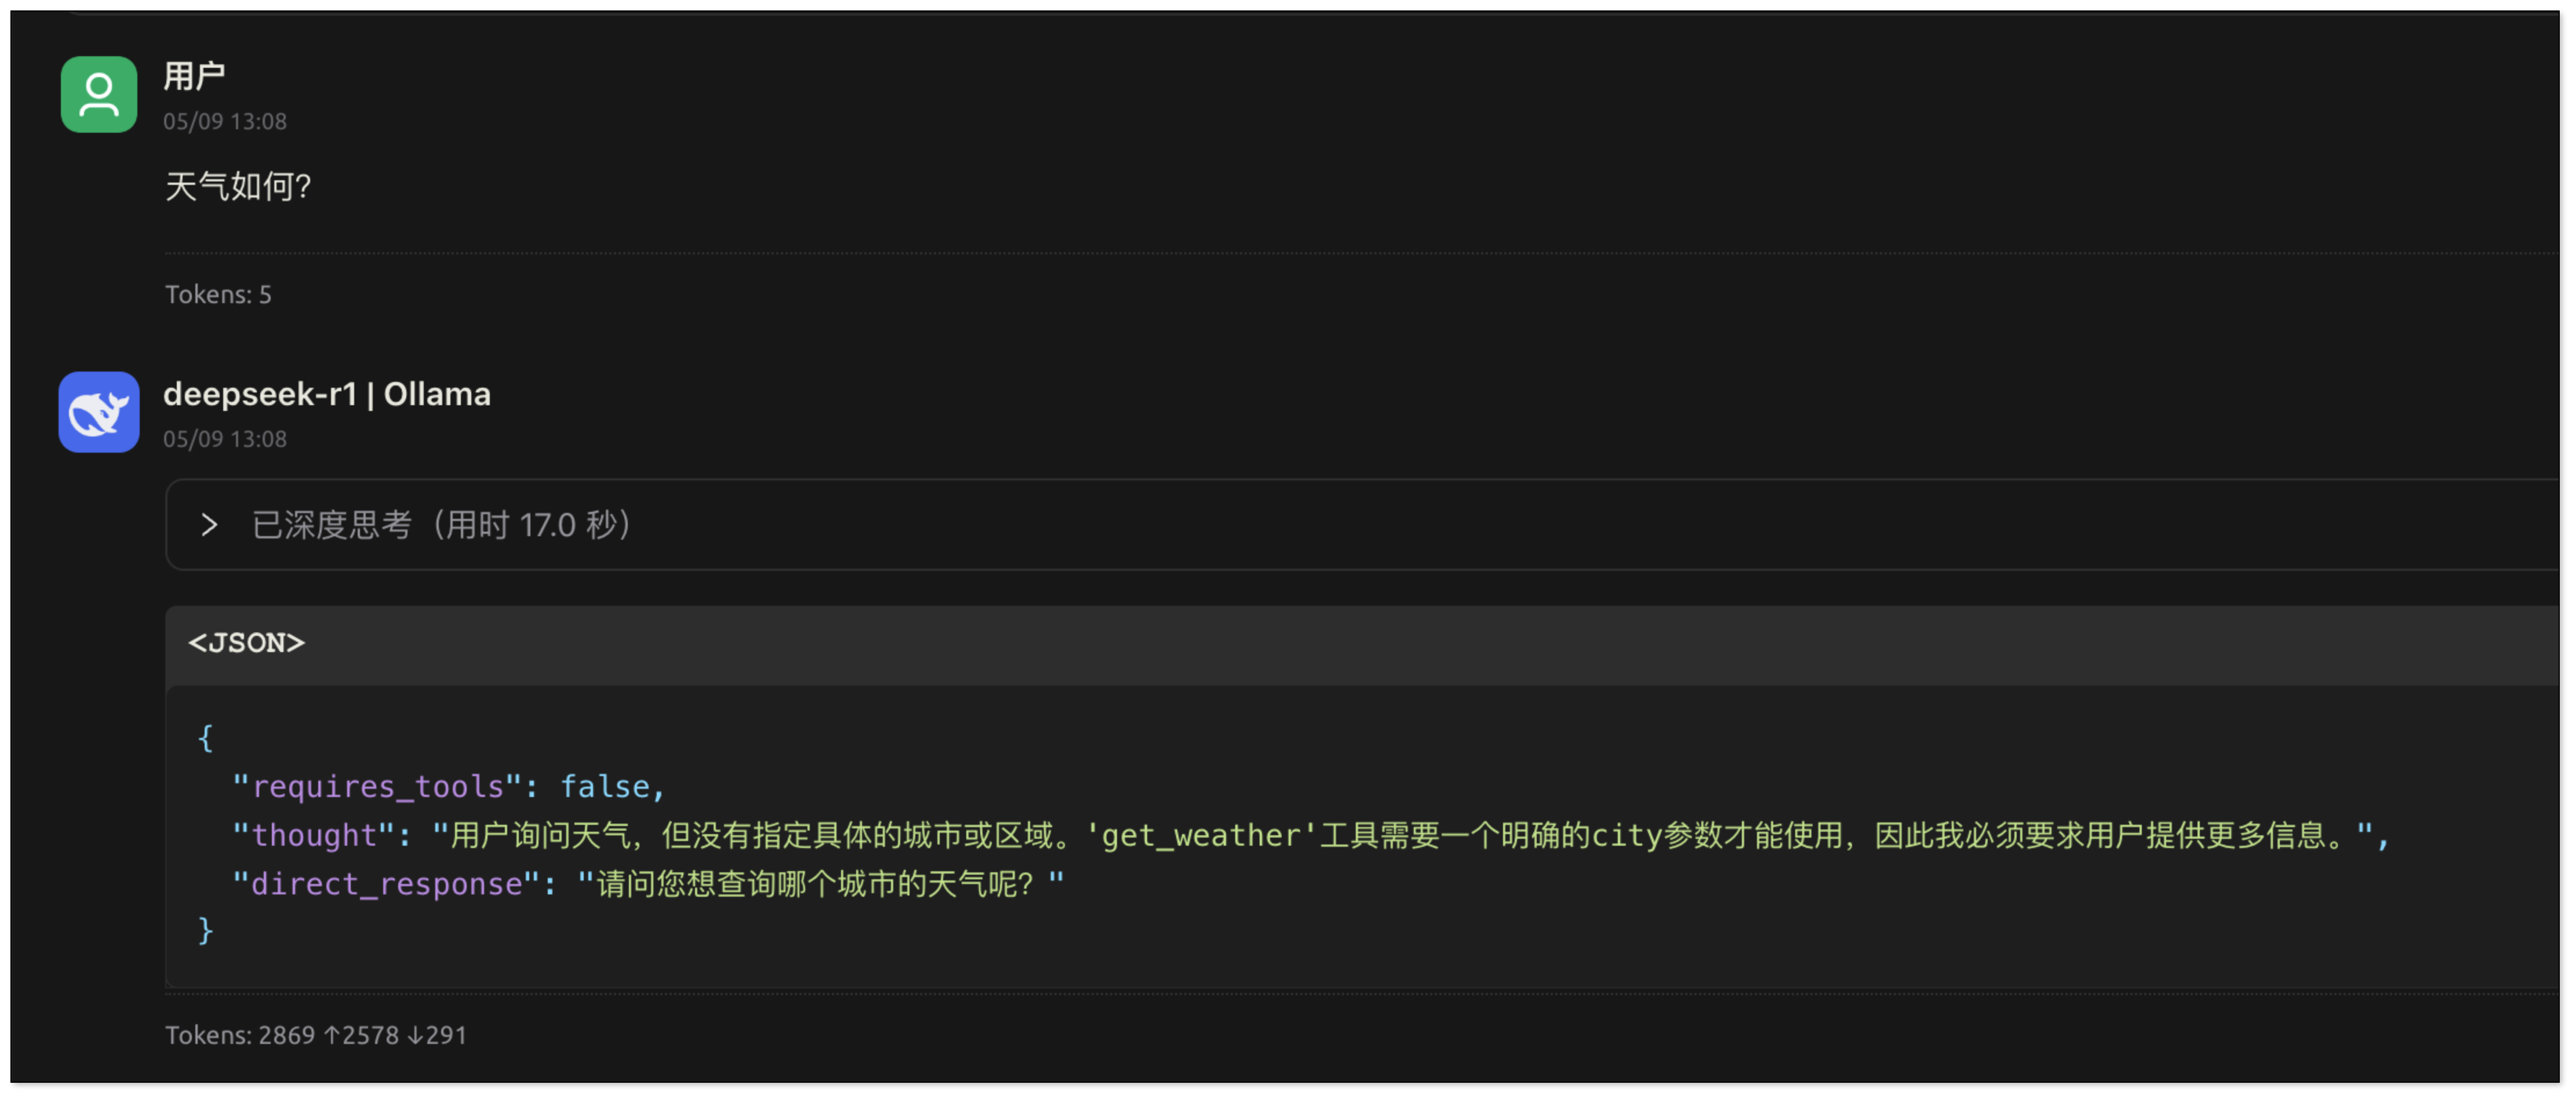 用户
05/09 13:08
天气如何?
Tokens: 5
deepseek-r1 | Ollama
05/09 13:08
已深度思考（用时 17.0 秒）
<JSON>
{
"requires_tools": false,
"thought": "用户询问天气，但没有指定具体的城市或区域。'get_weather'工具需要一个明确的city参数才能使用，因此我必须要求用户提供更多信息。",
"direct_response": "请问您想查询哪个城市的天气呢？"
}
Tokens: 2869 ↑2578 ↓291